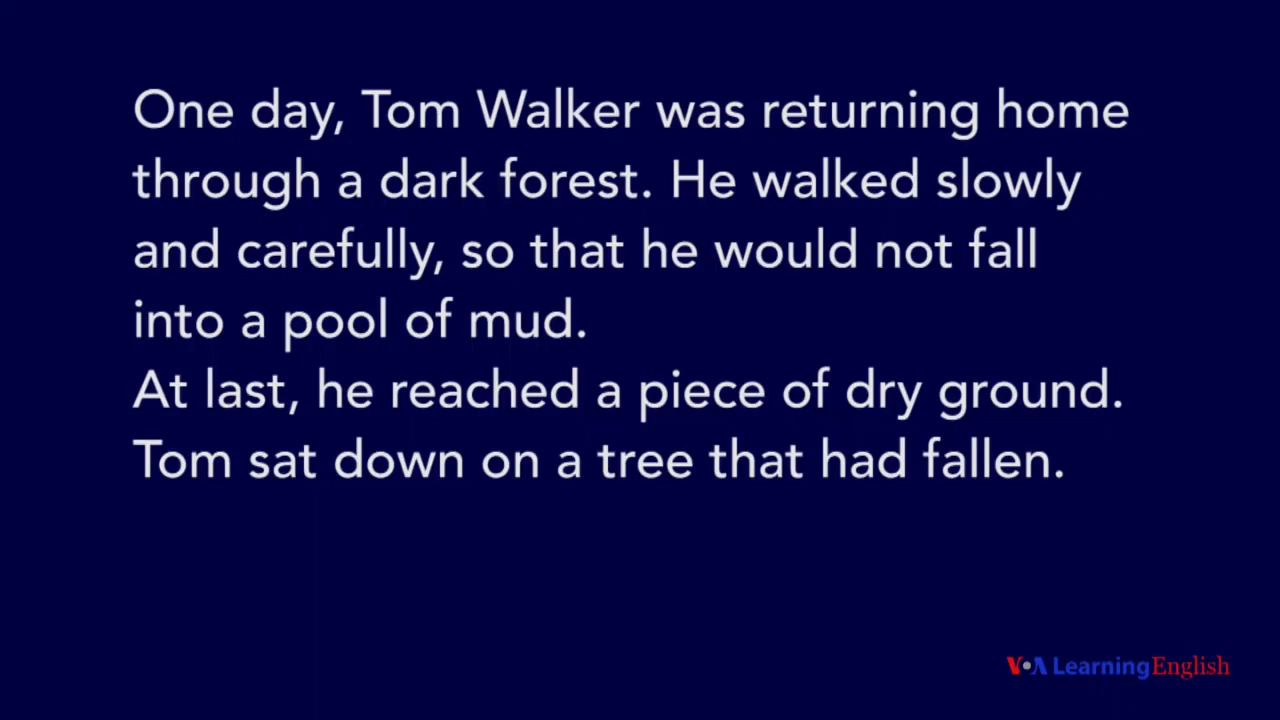 One day, Tom Walker was returning home
through a dark forest. He walked slowly
and carefully, so that he would not fall
into a pool of mud.
At last, he reached a piece of dry ground.
Tom sat down on a tree that had fallen.
VOA Learning English